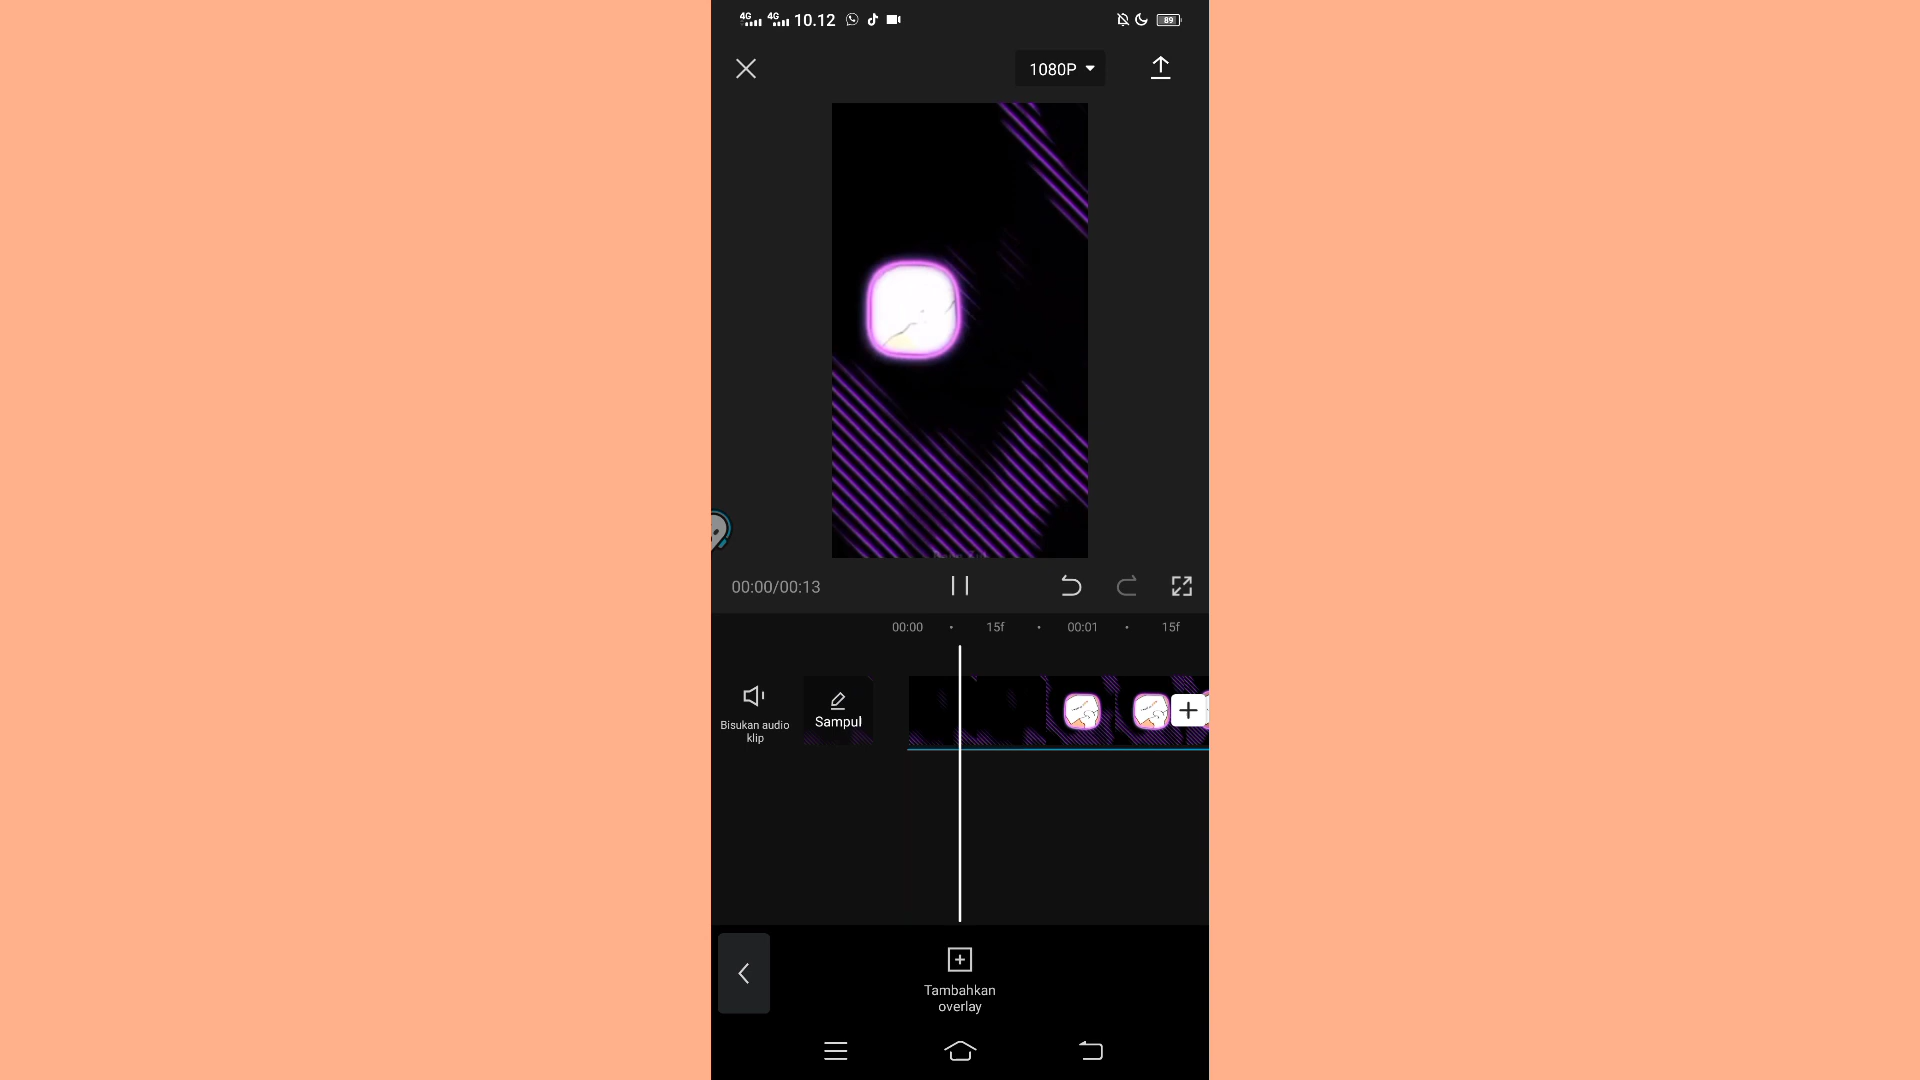 4G 4G 10.12 89
1080P
00:00/00:13
00:00 15f 00:01 15f
Bisukan audio
klip
Sampul
Tambahkan
overlay